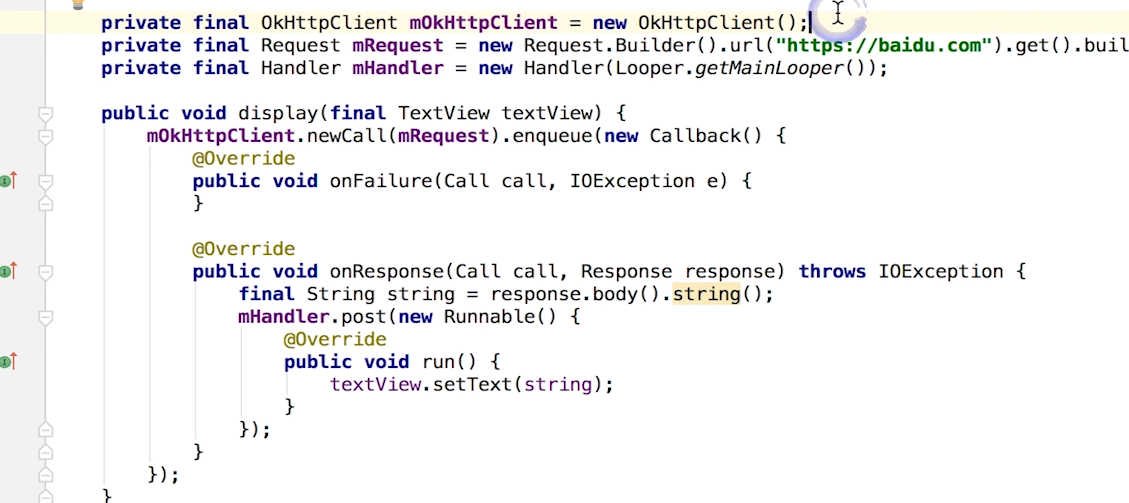 private final OkHttpClient mOkHttpClient = new OkHttpClient();
private final Request mRequest = new Request.Builder().url("https://baidu.com").get().buil
private final Handler mHandler = new Handler(Looper.getMainLooper());
public void display(final TextView textView) {
mOkHttpClient.newCall(mRequest).enqueue(new Callback() {
@Override
public void onFailure(Call call, IOException e) {
}
@Override
public void onResponse(Call call, Response response) throws IOException {
final String string = response.body().string();
mHandler.post(new Runnable() {
@Override
public void run() {
textView.setText(string);
}
});
}
});
}